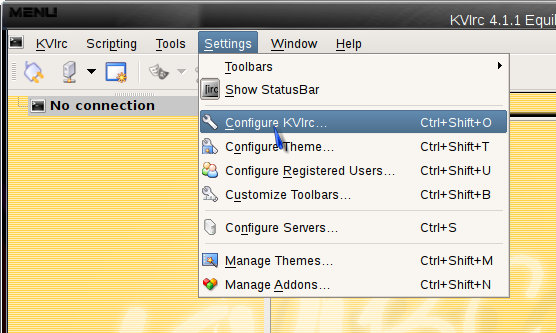 MENU
KVIrc 4.1.1 Equil
KVIrc Scripting Tools Settings Window Help
Toolbars
Show StatusBar
Configure KVIrc... Ctrl+Shift+O
Configure Theme... Ctrl+Shift+T
Configure Registered Users... Ctrl+Shift+U
Customize Toolbars... Ctrl+Shift+B
Configure Servers... Ctrl+S
Manage Themes... Ctrl+Shift+M
Manage Addons... Ctrl+Shift+N
No connection